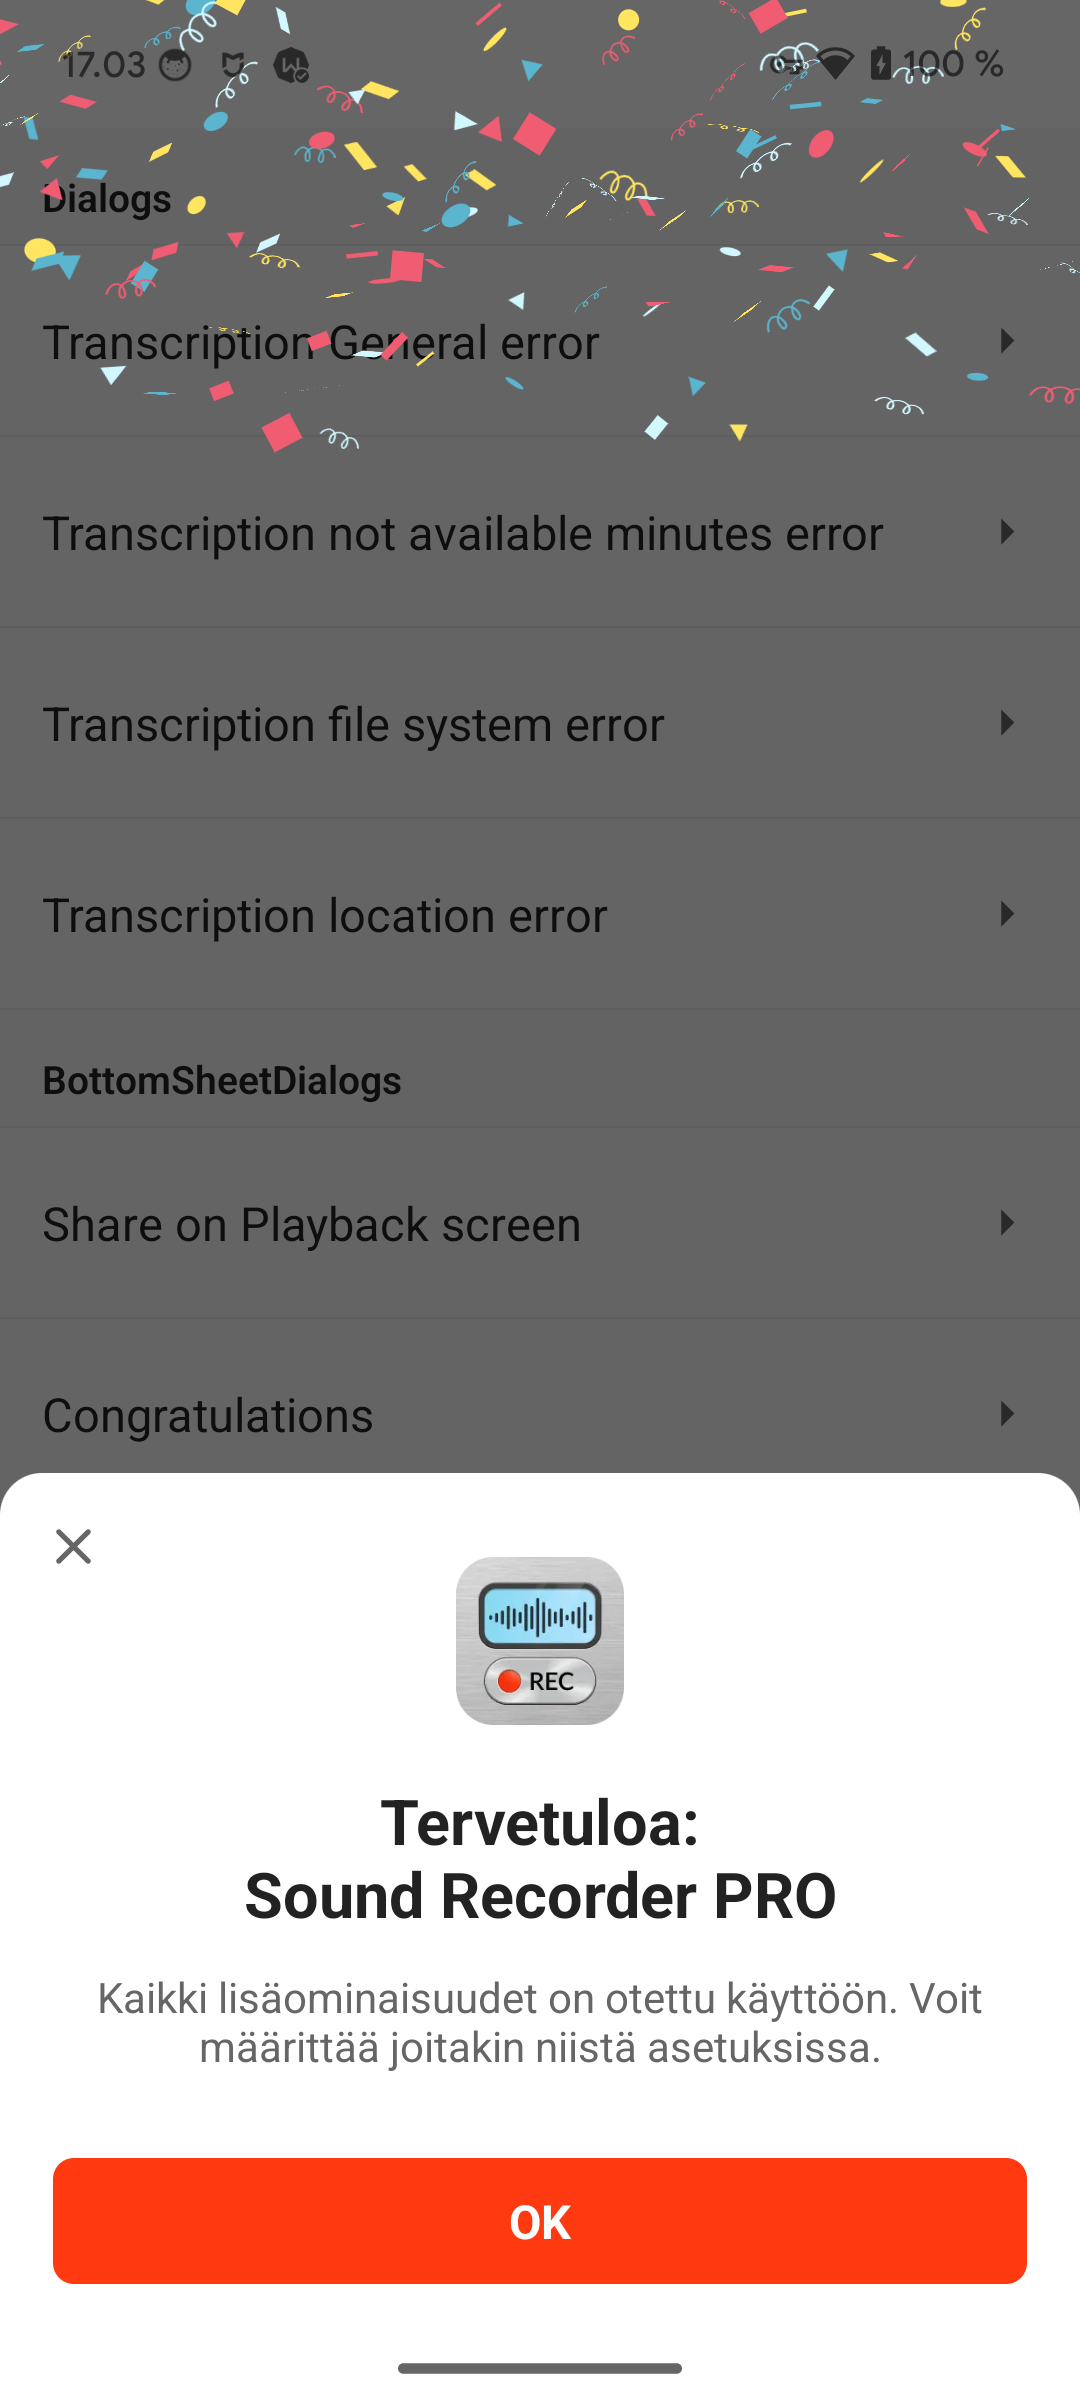 17.03
100 %
Dialogs
Transcription General error
Transcription not available minutes error
Transcription file system error
Transcription location error
BottomSheetDialogs
Share on Playback screen
Congratulations
REC
Tervetuloa:
Sound Recorder PRO
Kaikki lisäominaisuudet on otettu käyttöön. Voit
määrittää joitakin niistä asetuksissa.
OK